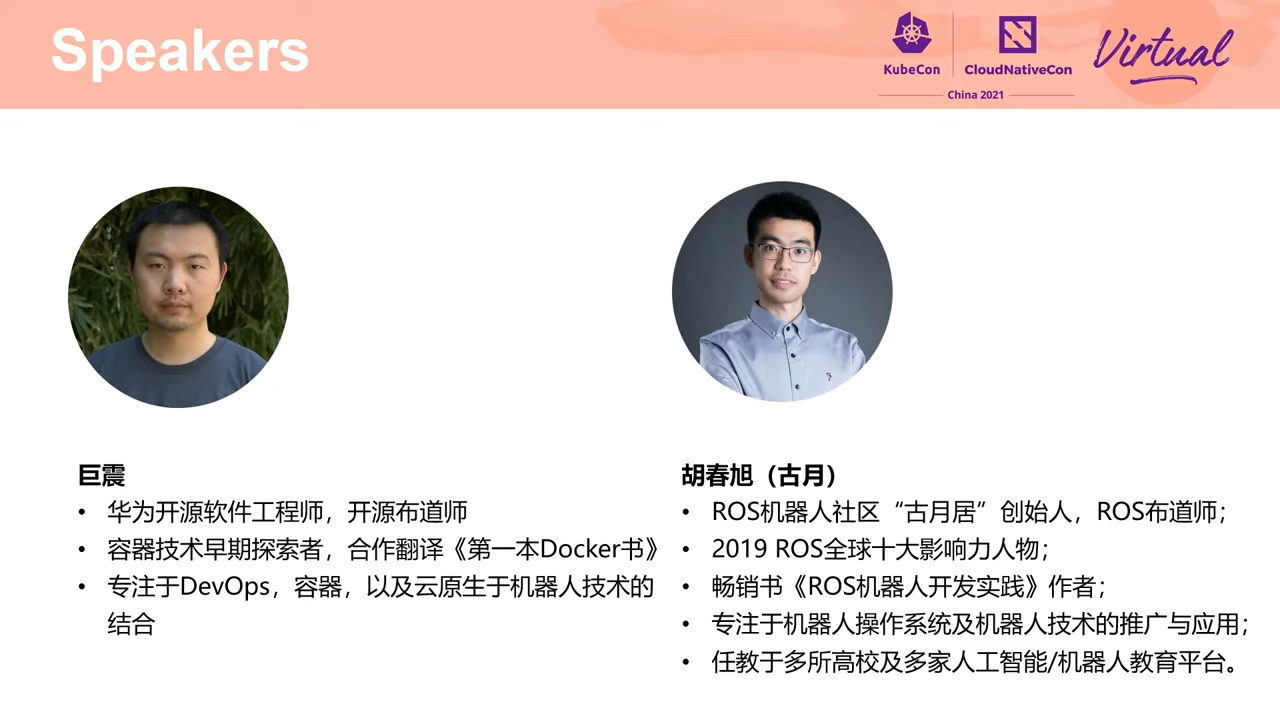 Speakers
KubeCon
CloudNativeCon
China 2021
Virtual
巨震
• 华为开源软件工程师，开源布道师
• 容器技术早期探索者，合作翻译《第一本Docker书》
• 专注于DevOps，容器，以及云原生于机器人技术的
结合
胡春旭（古月）
• ROS机器人社区“古月居”创始人，ROS布道师；
• 2019 ROS全球十大影响力人物；
• 畅销书《ROS机器人开发实践》作者；
• 专注于机器人操作系统及机器人技术的推广与应用；
• 任教于多所高校及多家人工智能/机器人教育平台。